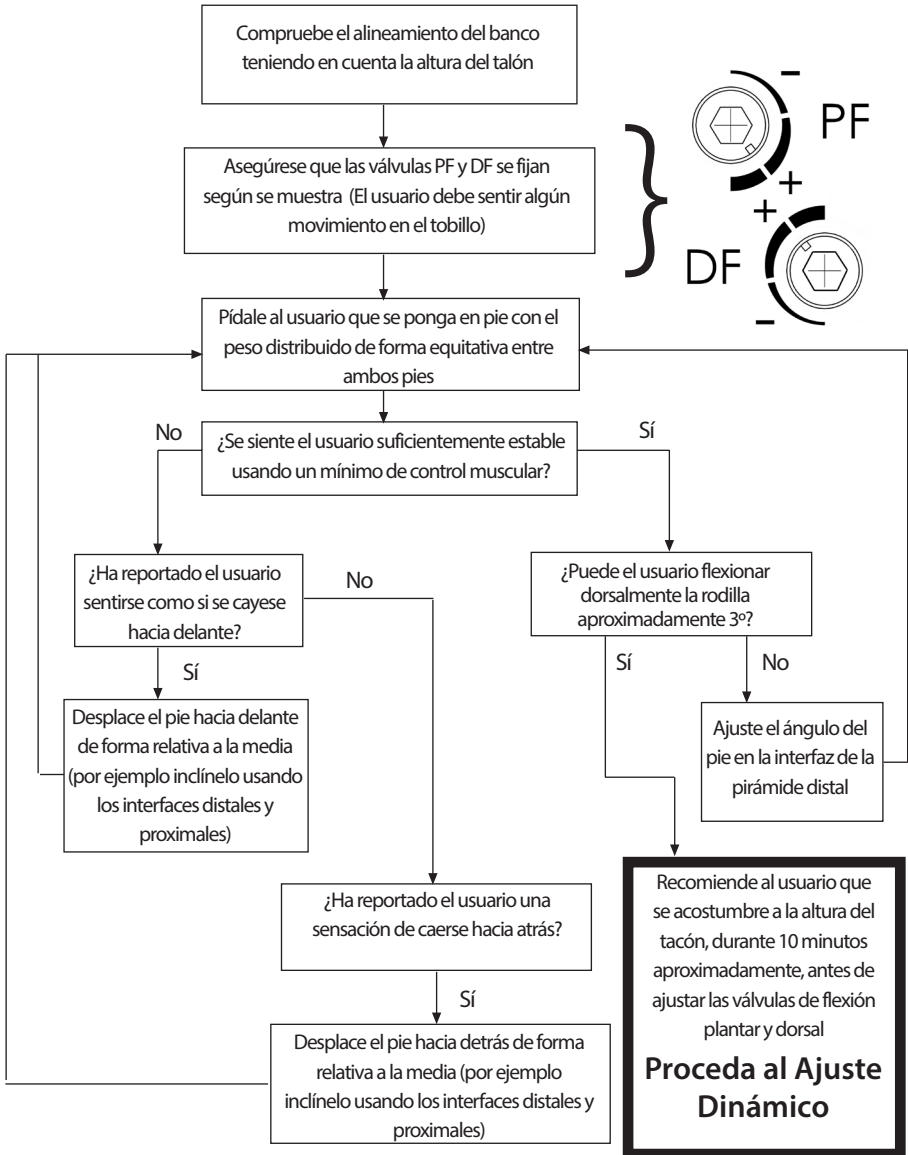 Compruebe el alineamiento del banco
teniendo en cuenta la altura del talón
Asegúrese que las válvulas PF y DF se fijan
según se muestra (El usuario debe sentir algún
movimiento en el tobillo)
-
PF
+
+
DF
-
Pídale al usuario que se ponga en pie con el
peso distribuido de forma equitativa entre
ambos pies
No
¿Se siente el usuario suficientemente estable
usando un mínimo de control muscular?
Sí
¿Ha reportado el usuario
sentirse como si se cayese
hacia delante?
No
Sí
Desplace el pie hacia delante
de forma relativa a la media
(por ejemplo inclínelo usando
los interfaces distales y
proximales)
¿Ha reportado el usuario una
sensación de caerse hacia atrás?
Sí
Desplace el pie hacia detrás de forma
relativa a la media (por ejemplo
inclínelo usando los interfaces distales y
proximales)
¿Puede el usuario flexionar
dorsalmente la rodilla
aproximadamente 3º?
Sí
No
Ajuste el ángulo del
pie en la interfaz de la
pirámide distal
Recomiende al usuario que
se acostumbre a la altura del
tacón, durante 10 minutos
aproximadamente, antes de
ajustar las válvulas de flexión
plantar y dorsal
Proceda al Ajuste
Dinámico